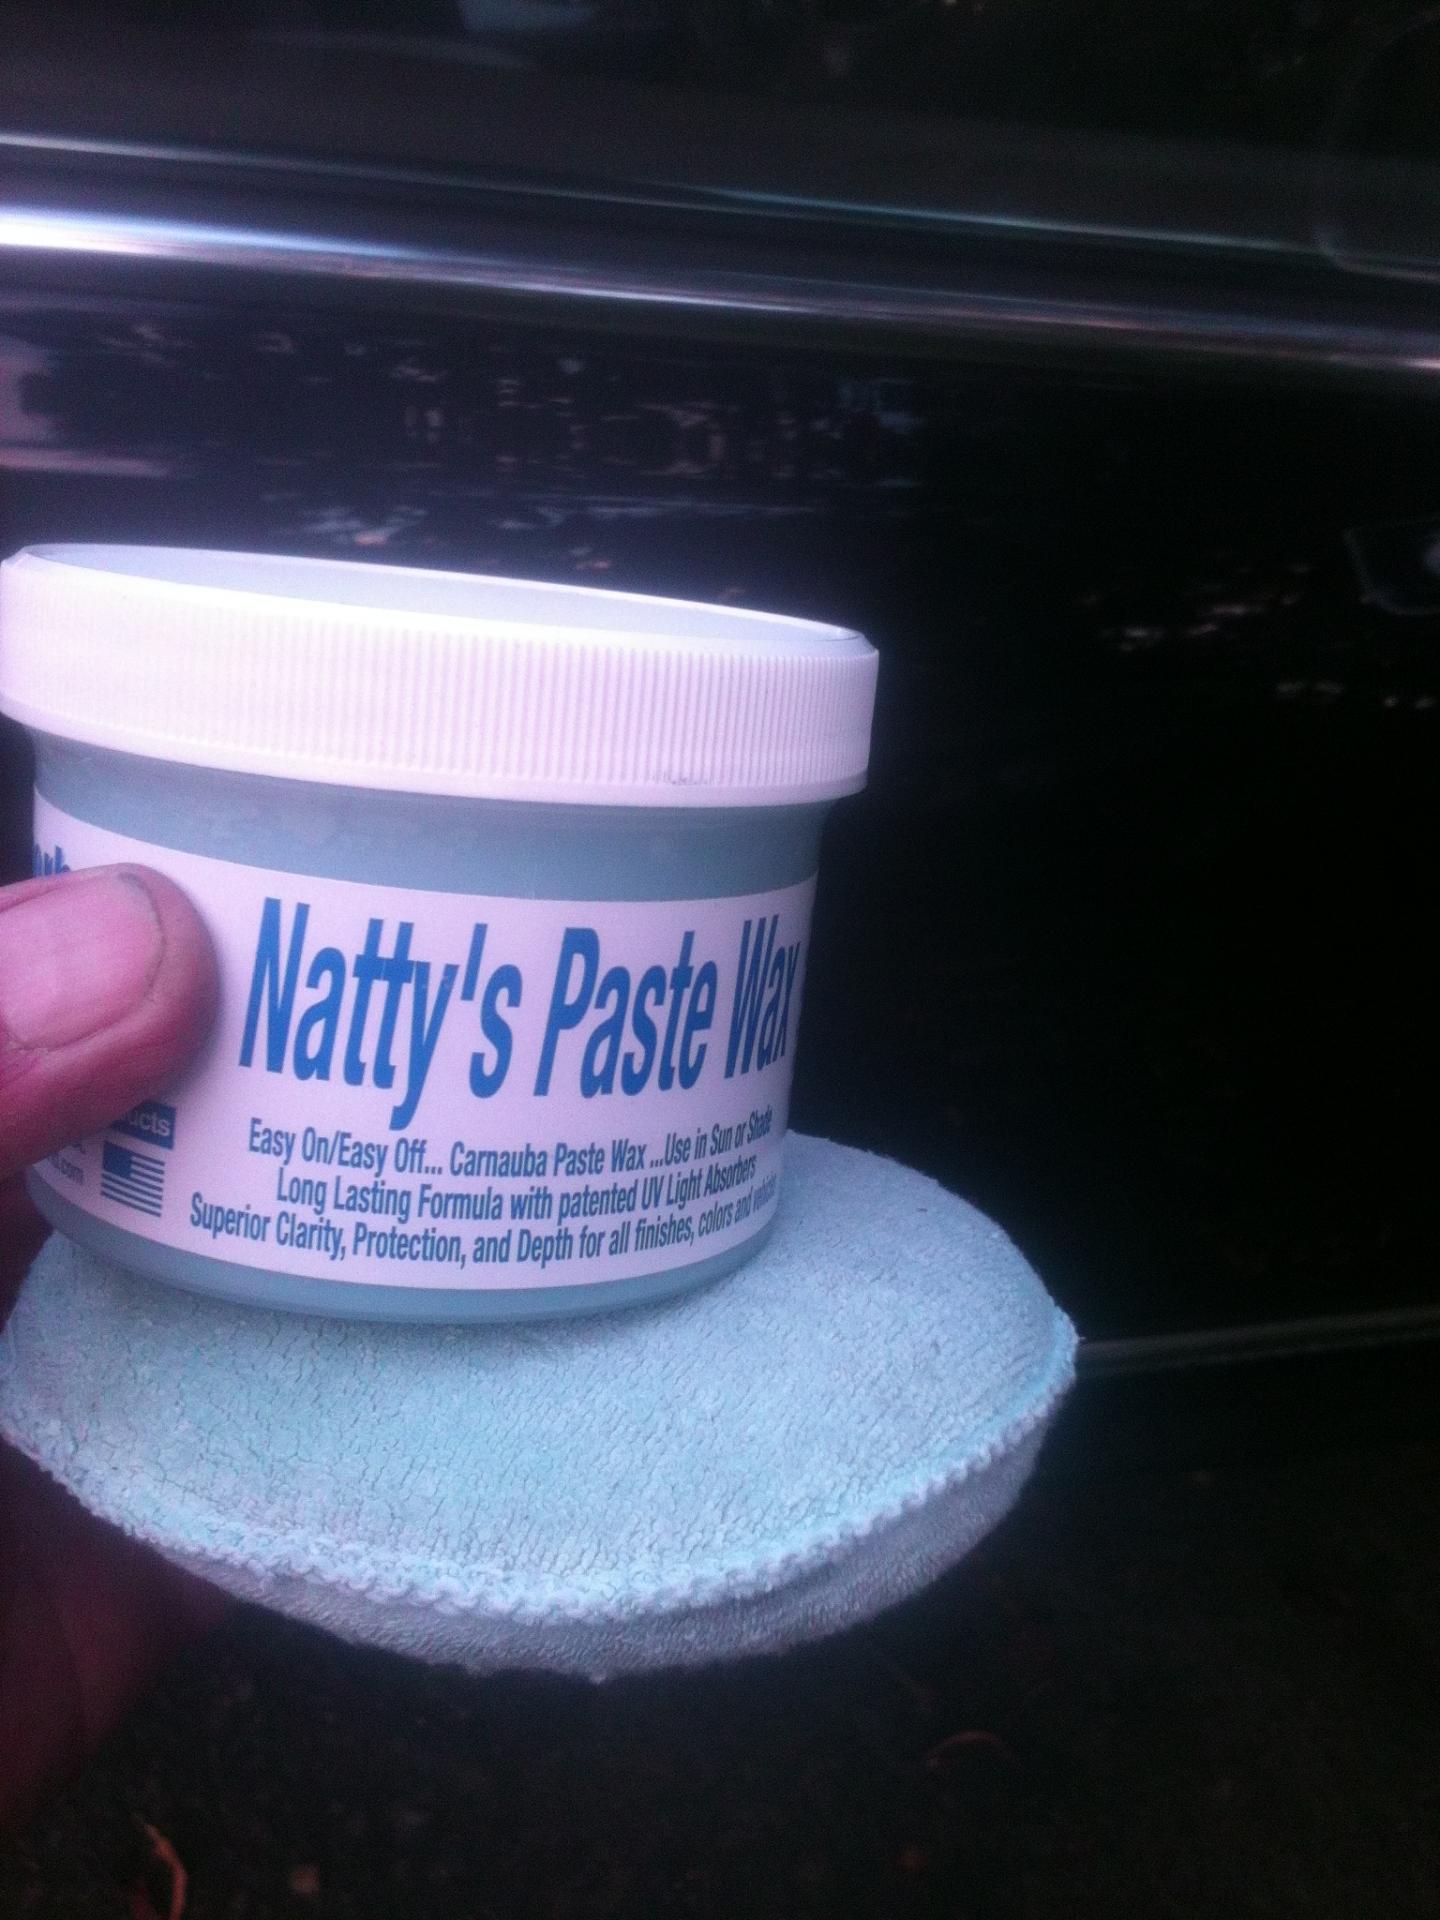 Natty's Paste Wax
Easy On/Easy Off... Carnauba Paste Wax ...Use in Sun or Shade
Long Lasting Formula with patented UV Light Absorbers
Superior Clarity, Protection, and Depth for all finishes, colors and